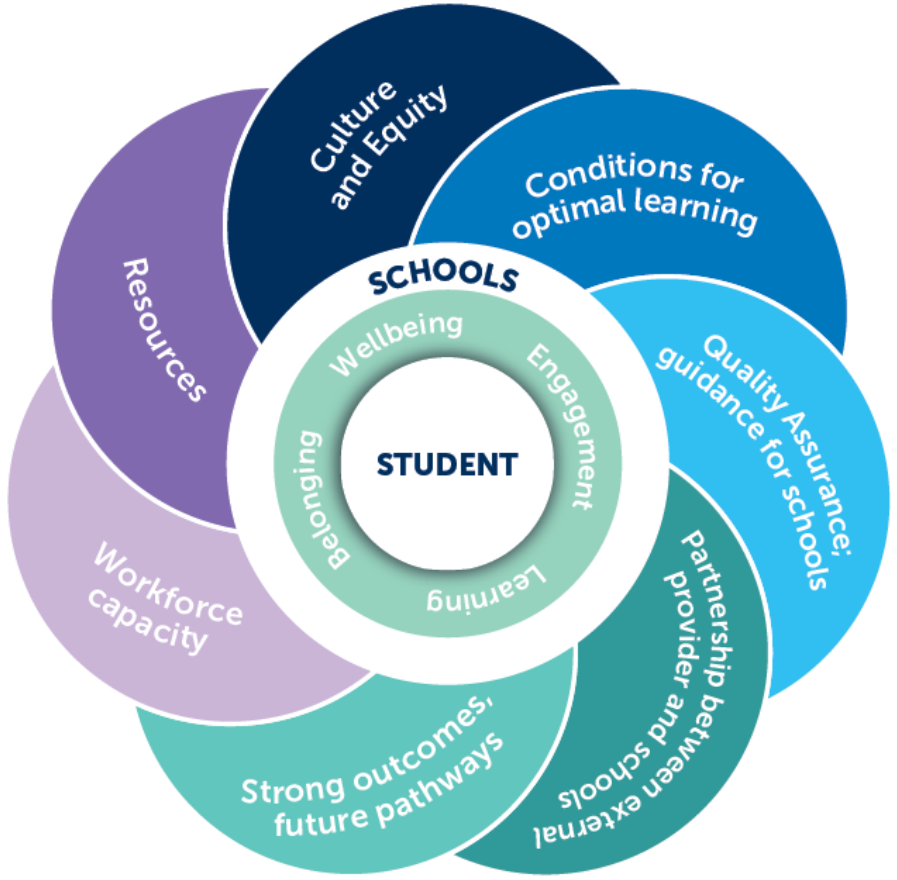 Culture
and Equity
Conditions for
optimal learning
Quality Assurance;
guidance for schools
Partnership between external
provider and schools
Strong outcomes,
future pathways
Workforce
capacity
Resources
SCHOOLS
Wellbeing
Engagement
Learning
Belonging
STUDENT